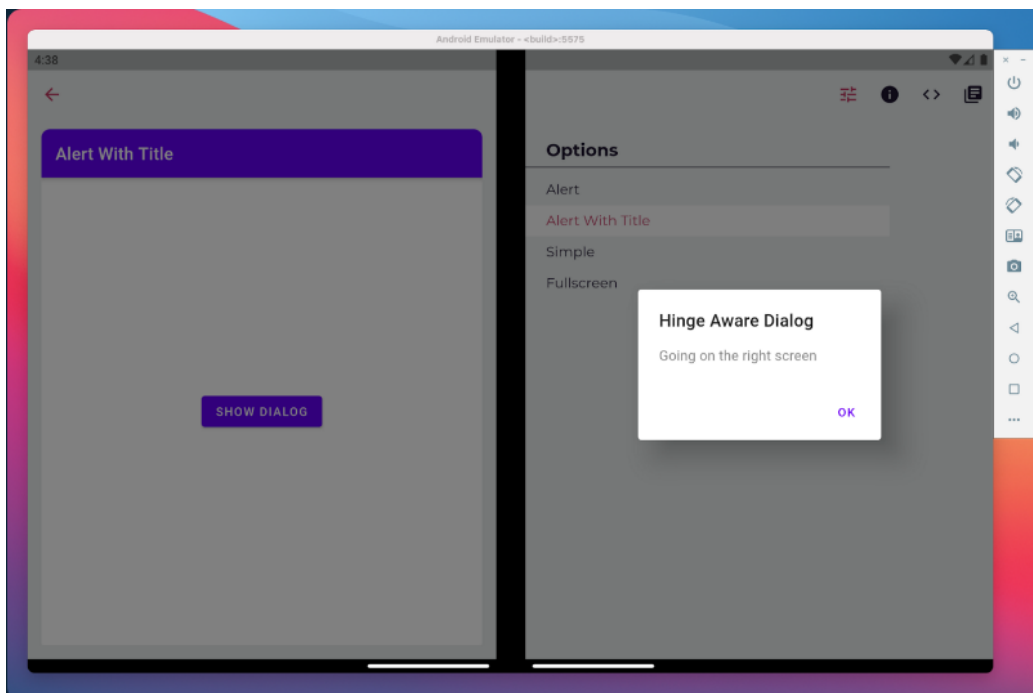 Android Emulator - <build>:5575
4:38
Alert With Title
SHOW DIALOG
Options
Alert
Alert With Title
Simple
Fullscreen
Hinge Aware Dialog
Going on the right screen
OK